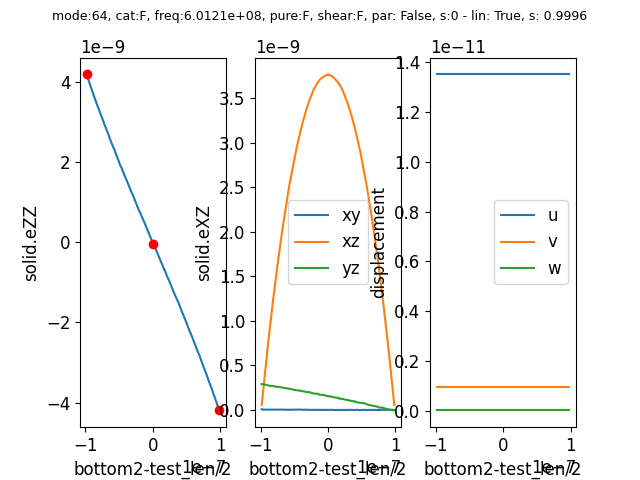 mode:64, cat:F, freq:6.0121e+08, pure:F, shear:F, par: False, s:0 - lin: True, s: 0.9996
1e−9
4
2
0
−2
−4
solid.eZZ
−1
0
1
bottom2-test_len/2
1e−9
3.5
3.0
2.5
2.0
1.5
1.0
0.5
0.0
solid.eXZ
xy
xz
yz
−1
0
1
1e−7
bottom2-test_len/2
1e−11
1.4
1.2
1.0
0.8
0.6
0.4
0.2
0.0
displacement
u
v
w
−1
0
1
1e−7
bottom2-test_len/2